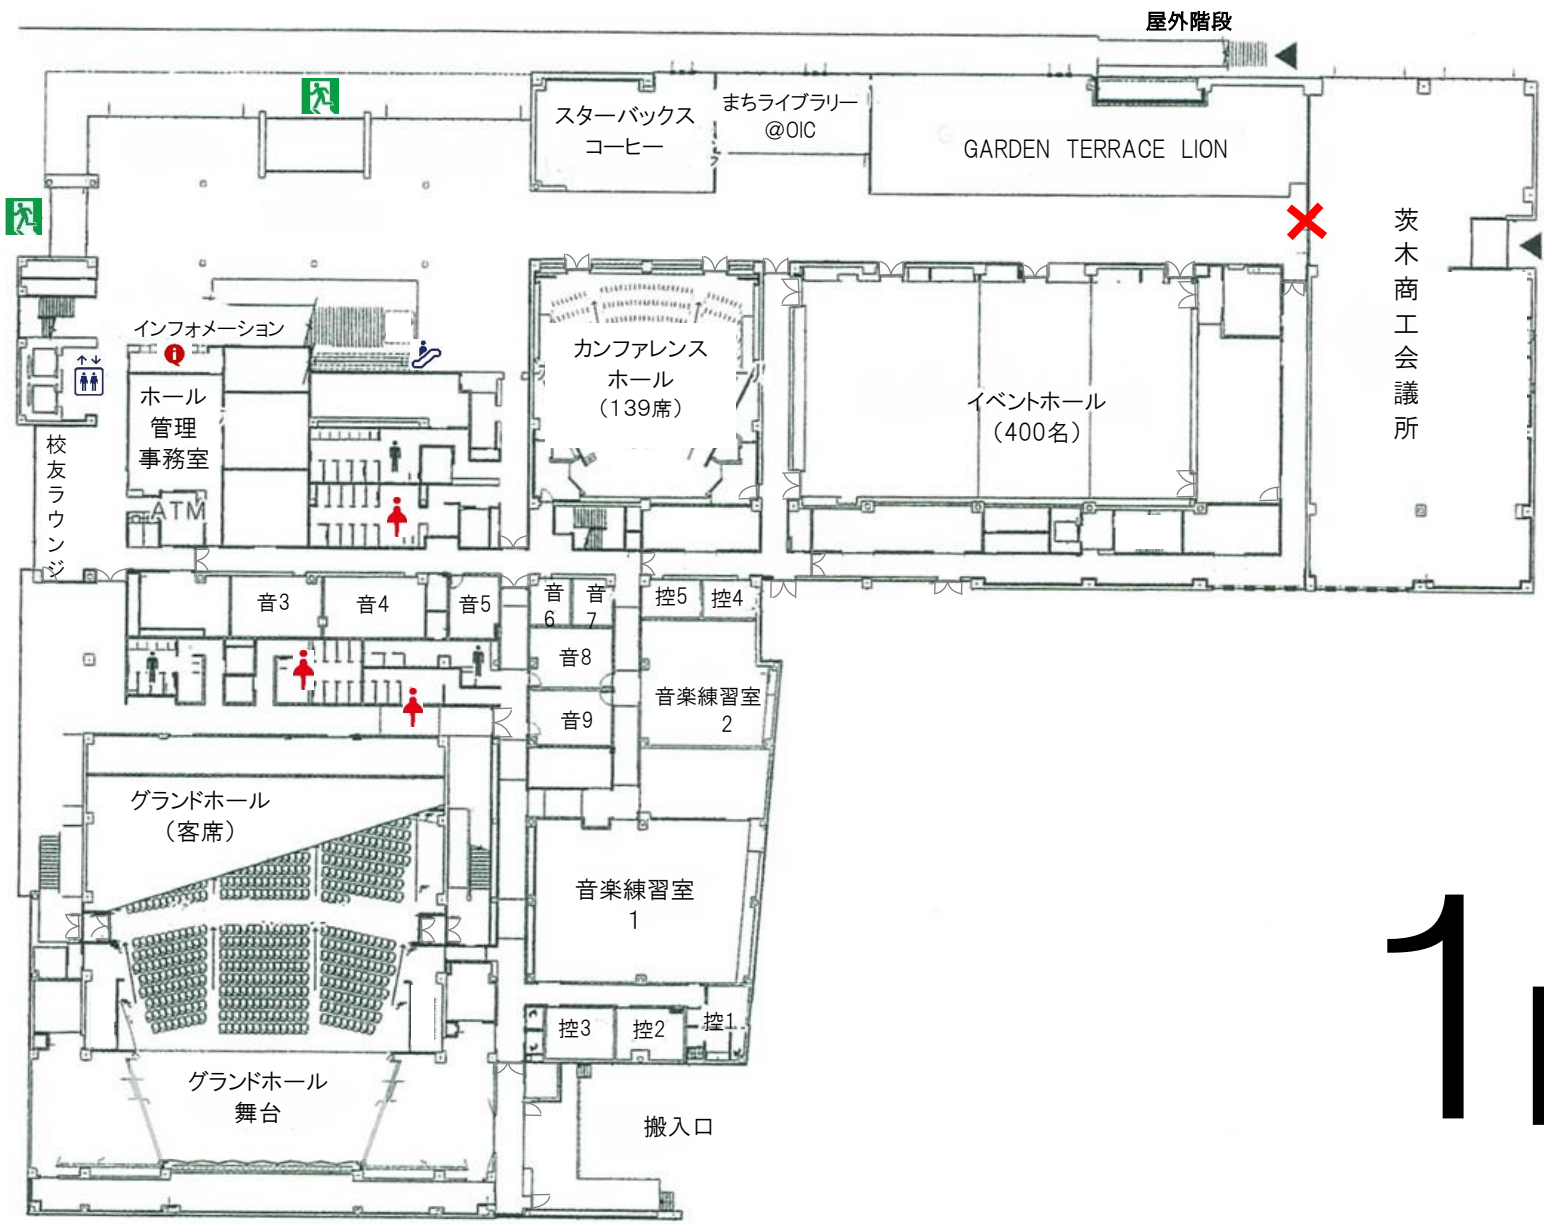 屋外階段
スターバックス
コーヒー
まちライブラリー
@OIC
GARDEN TERRACE LION
茨木商工会議所
インフォメーション
i
ホール
管理
事務室
ATM
校友ラウンジ
カンファレンス
ホール
(139席)
イベントホール
(400名)
音3
音4
音5
音
6
音
7
控5
控4
音8
音9
音楽練習室
2
グランドホール
(客席)
音楽練習室
1
控3
控2
控1
グランドホール
舞台
搬入口
1